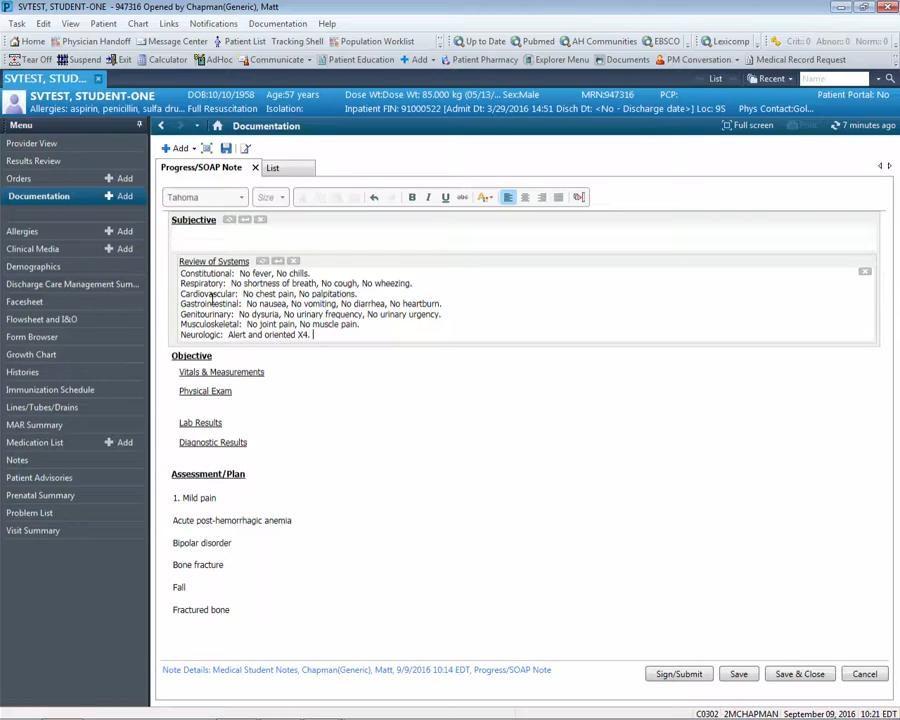 SVTEST, STUDENT-ONE - 947316 Opened by Chapman(Generic), Matt
Task Edit View Patient Chart Links Notifications Documentation Help
Home Physician Handoff Message Center Patient List Tracking Shell Population Worklist Up to Date Pubmed AH Communities EBSCO Lexicomp Crit: 0 Abnor: 0 Norm: 0
Tear Off Suspend Exit Calculator AdHoc Communicate Patient Education Add Patient Pharmacy Explorer Menu Documents PM Conversation Medical Record Request
SVTEST, STUD... List Recent Name
SVTEST, STUDENT-ONE DOB:10/10/1958 Age:57 years Dose Wt:Dose Wt: 85.000 kg (05/13/... Sex:Male MRN:947316 PCP: Patient Portal: No
Allergies: aspirin, penicillin, sulfa dru... Full Resuscitation Isolation: Inpatient FIN: 91000522 [Admit Dt: 3/29/2016 14:51 Disch Dt: <No - Discharge date>] Loc: 9S Phys Contact:Gol...
Menu Documentation Full screen Print 7 minutes ago
Provider View
Results Review
Orders Add
Documentation Add
Allergies Add
Clinical Media Add
Demographics
Discharge Care Management Sum...
Facesheet
Flowsheet and I&O
Form Browser
Growth Chart
Histories
Immunization Schedule
Lines/Tubes/Drains
MAR Summary
Medication List Add
Notes
Patient Advisories
Prenatal Summary
Problem List
Visit Summary
Add
Progress/SOAP Note List
Tahoma Size B I U abc A
Subjective
Review of Systems
Constitutional: No fever, No chills.
Respiratory: No shortness of breath, No cough, No wheezing.
Cardiovascular: No chest pain, No palpitations.
Gastrointestinal: No nausea, No vomiting, No diarrhea, No heartburn.
Genitourinary: No dysuria, No urinary frequency, No urinary urgency.
Musculoskeletal: No joint pain, No muscle pain.
Neurologic: Alert and oriented X4.
Objective
Vitals & Measurements
Physical Exam
Lab Results
Diagnostic Results
Assessment/Plan
1. Mild pain
Acute post-hemorrhagic anemia
Bipolar disorder
Bone fracture
Fall
Fractured bone
Note Details: Medical Student Notes, Chapman(Generic), Matt, 9/9/2016 10:14 EDT, Progress/SOAP Note
Sign/Submit Save Save & Close Cancel
C0302 2MCHAPMAN September 09, 2016 10:21 EDT